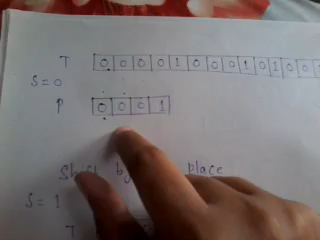 T 0 0 0 0 1 0 0 0 1 0 1 0 0
S = 0
P 0 0 0 1
Shift by place
S = 1
T